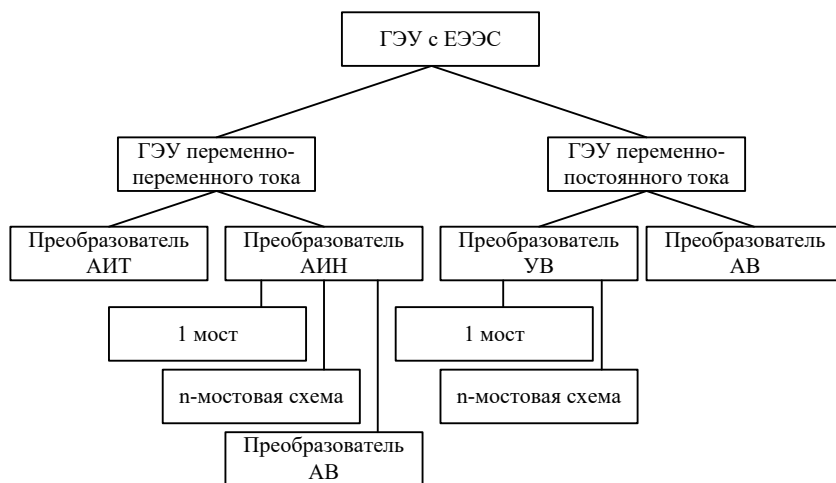 ГЭУ с ЕЭЭС
ГЭУ переменно-
переменного тока
ГЭУ переменно-
постоянного тока
Преобразователь
АИТ
Преобразователь
АИН
Преобразователь
УВ
Преобразователь
АВ
1 мост
1 мост
n-мостовая схема
n-мостовая схема
Преобразователь
АВ